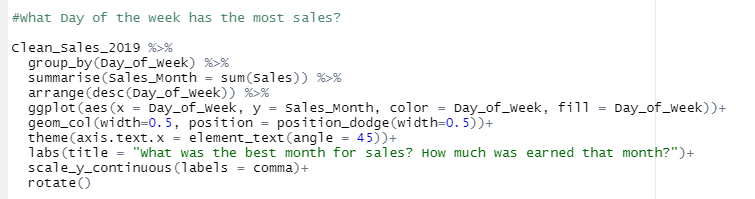 #What Day of the week has the most sales?
Clean_Sales_2019 %>%
group_by(Day_of_Week) %>%
summarise(Sales_Month = sum(Sales)) %>%
arrange(desc(Day_of_Week)) %>%
ggplot(aes(x = Day_of_Week, y = Sales_Month, color = Day_of_Week, fill = Day_of_Week))+
geom_col(width=0.5, position = position_dodge(width=0.5))+
theme(axis.text.x = element_text(angle = 45))+
labs(title = "What was the best month for sales? How much was earned that month?")+
scale_y_continuous(labels = comma)+
rotate()